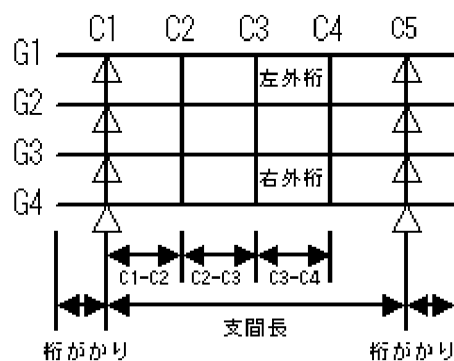 C1 C2 C3 C4 C5
G1
左外桁
G2
G3
右外桁
G4
C1-C2 C2-C3 C3-C4
支間長
桁がかり 桁がかり